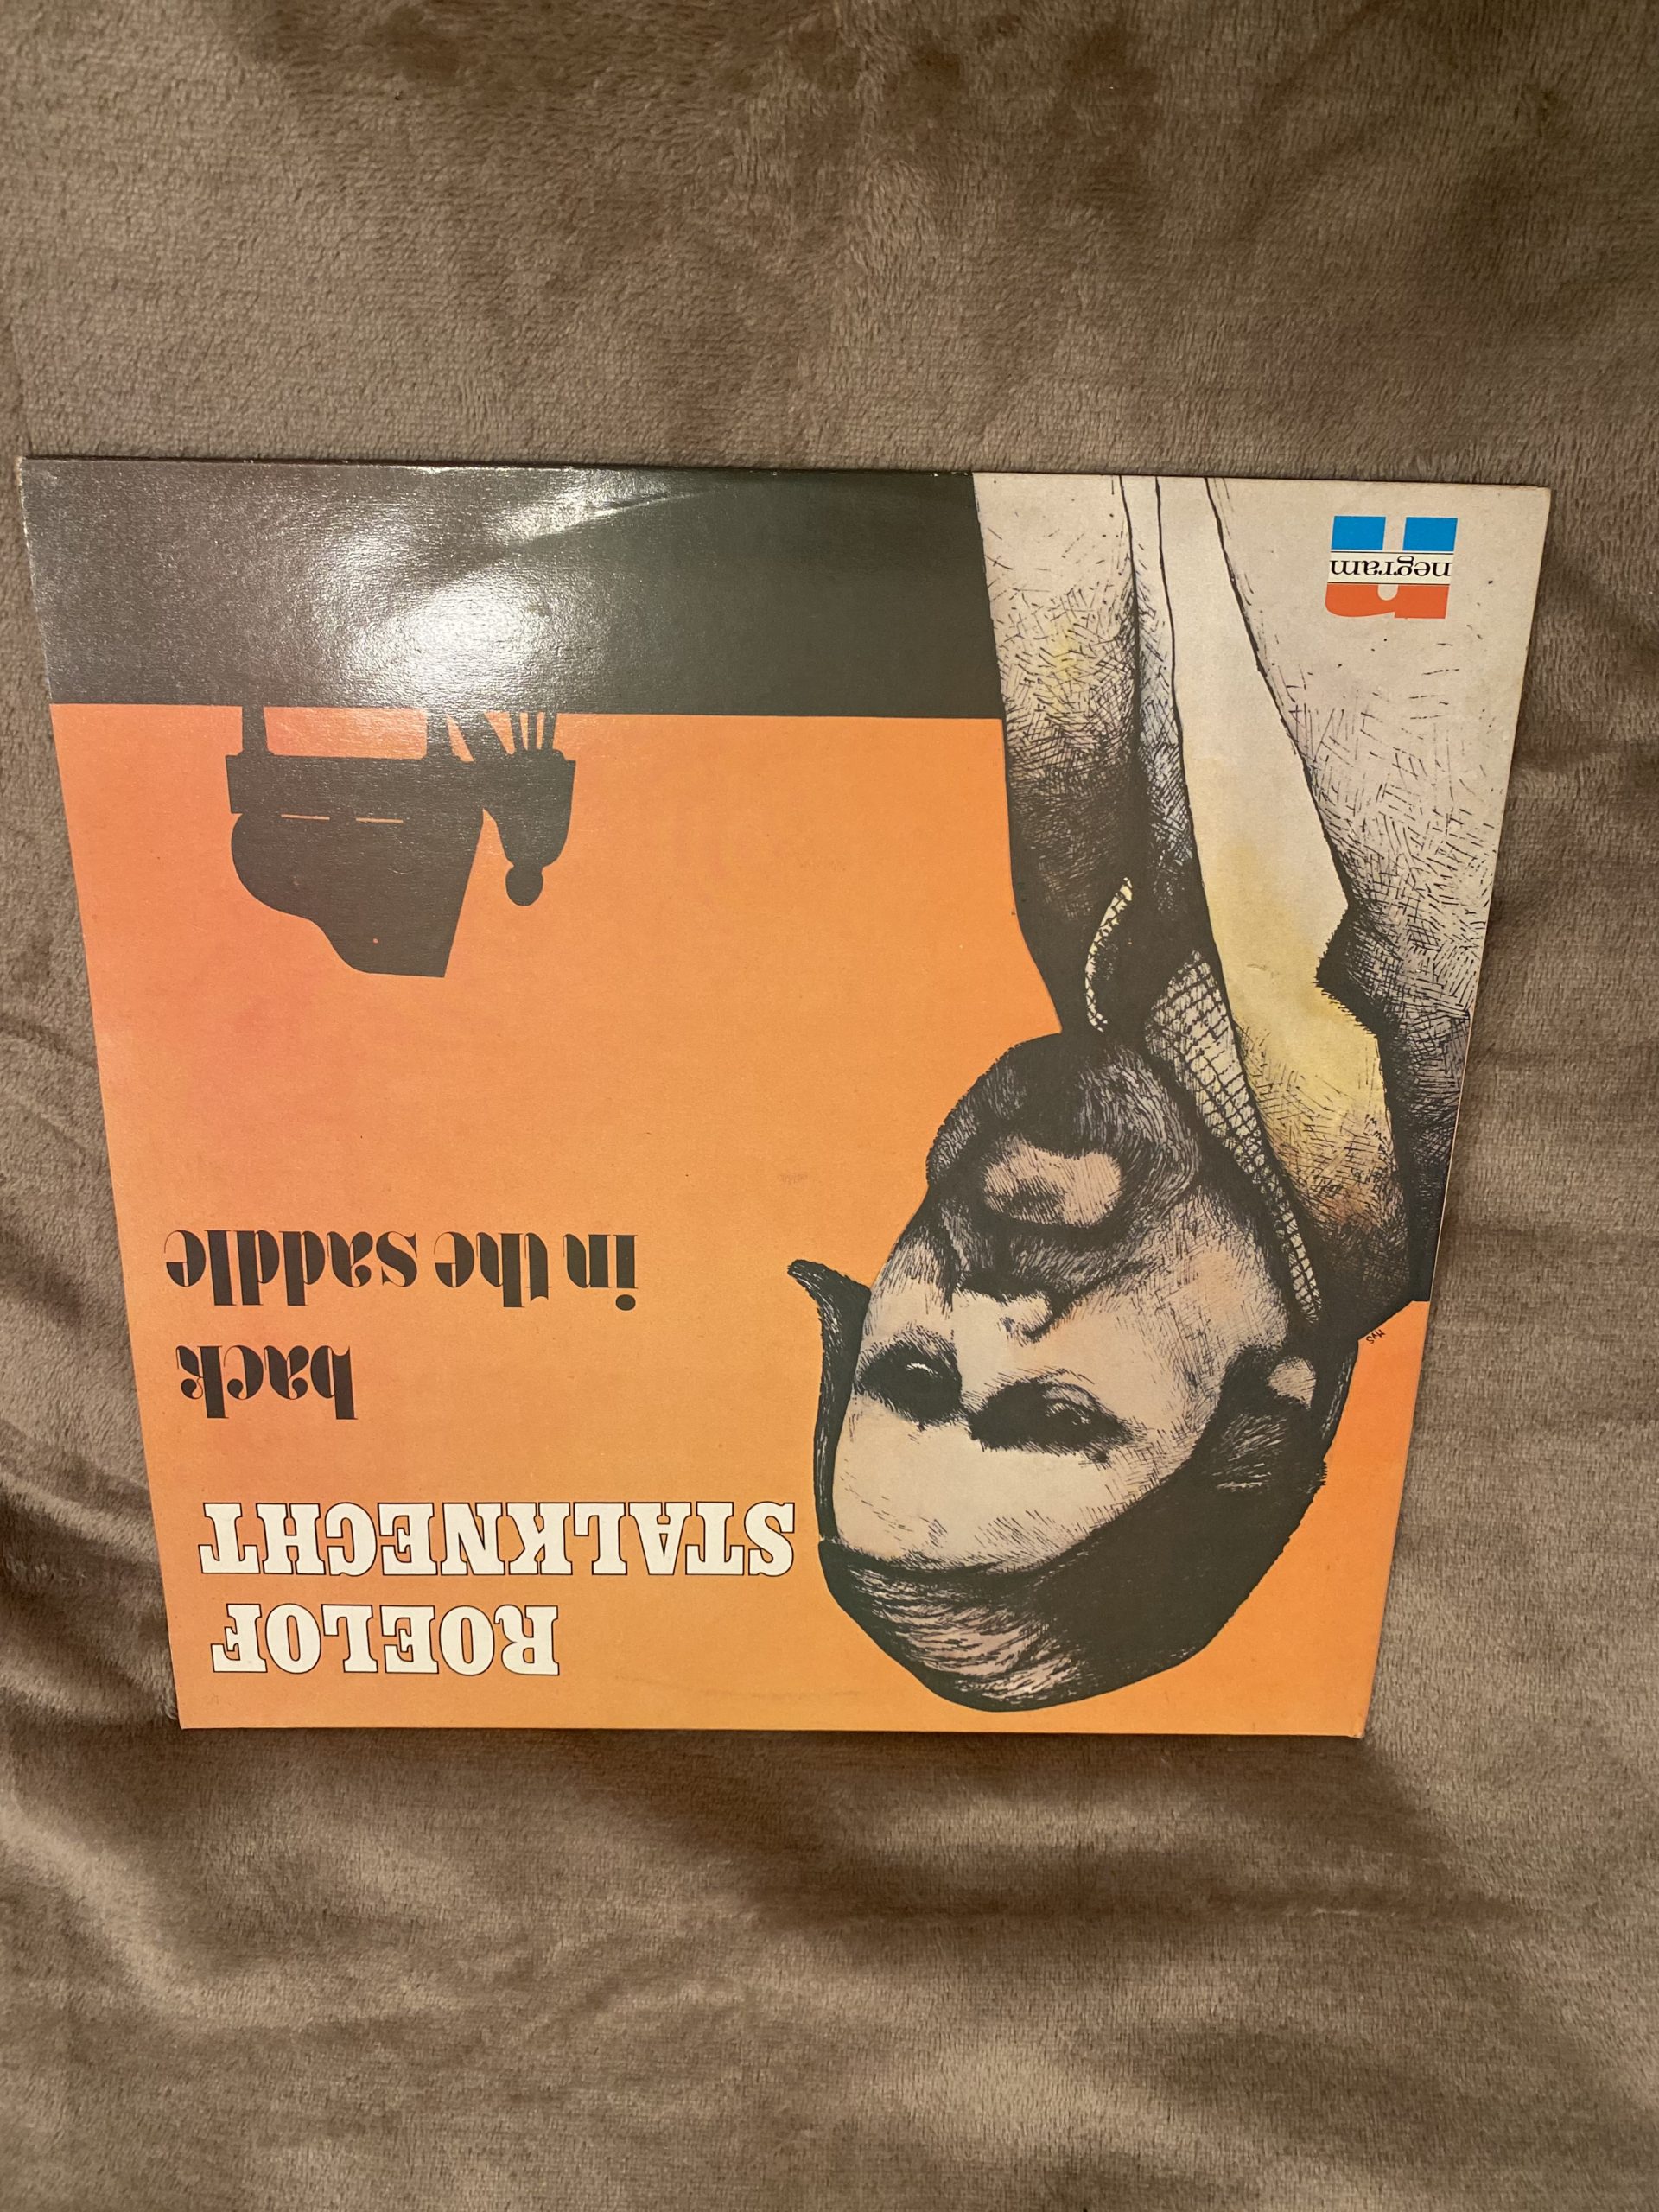 ROELOF
STALKNECHT
back
in the saddle
negram